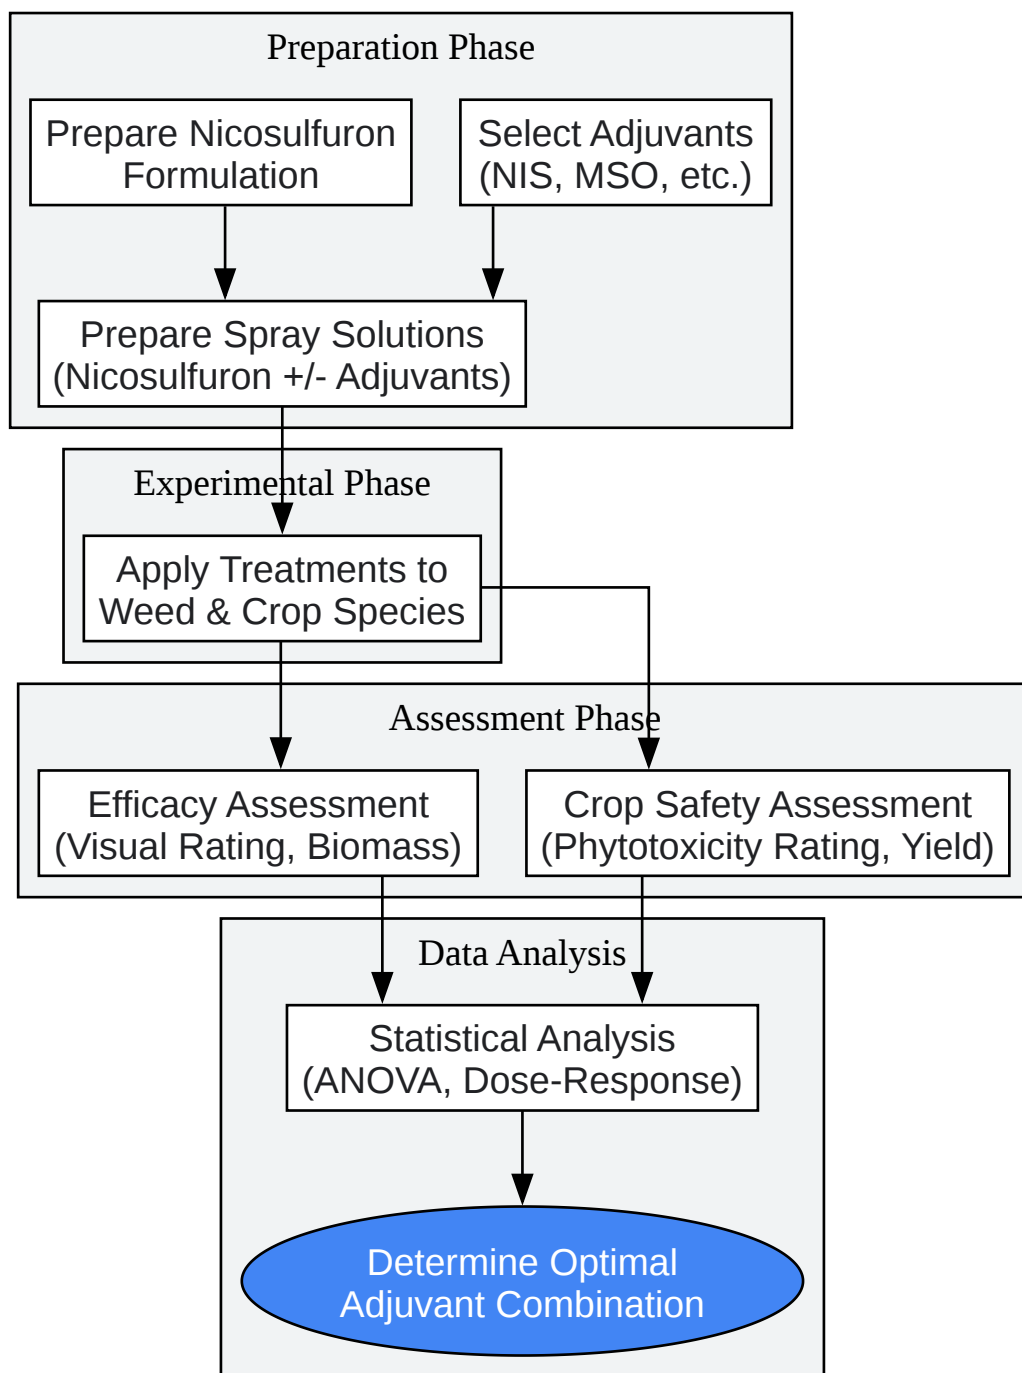 Preparation Phase
Prepare Nicosulfuron
Formulation
Select Adjuvants
(NIS, MSO, etc.)
Prepare Spray Solutions
(Nicosulfuron +/- Adjuvants)
Experimental Phase
Apply Treatments to
Weed & Crop Species
Assessment Phase
Efficacy Assessment
(Visual Rating, Biomass)
Crop Safety Assessment
(Phytotoxicity Rating, Yield)
Data Analysis
Statistical Analysis
(ANOVA, Dose-Response)
Determine Optimal
Adjuvant Combination